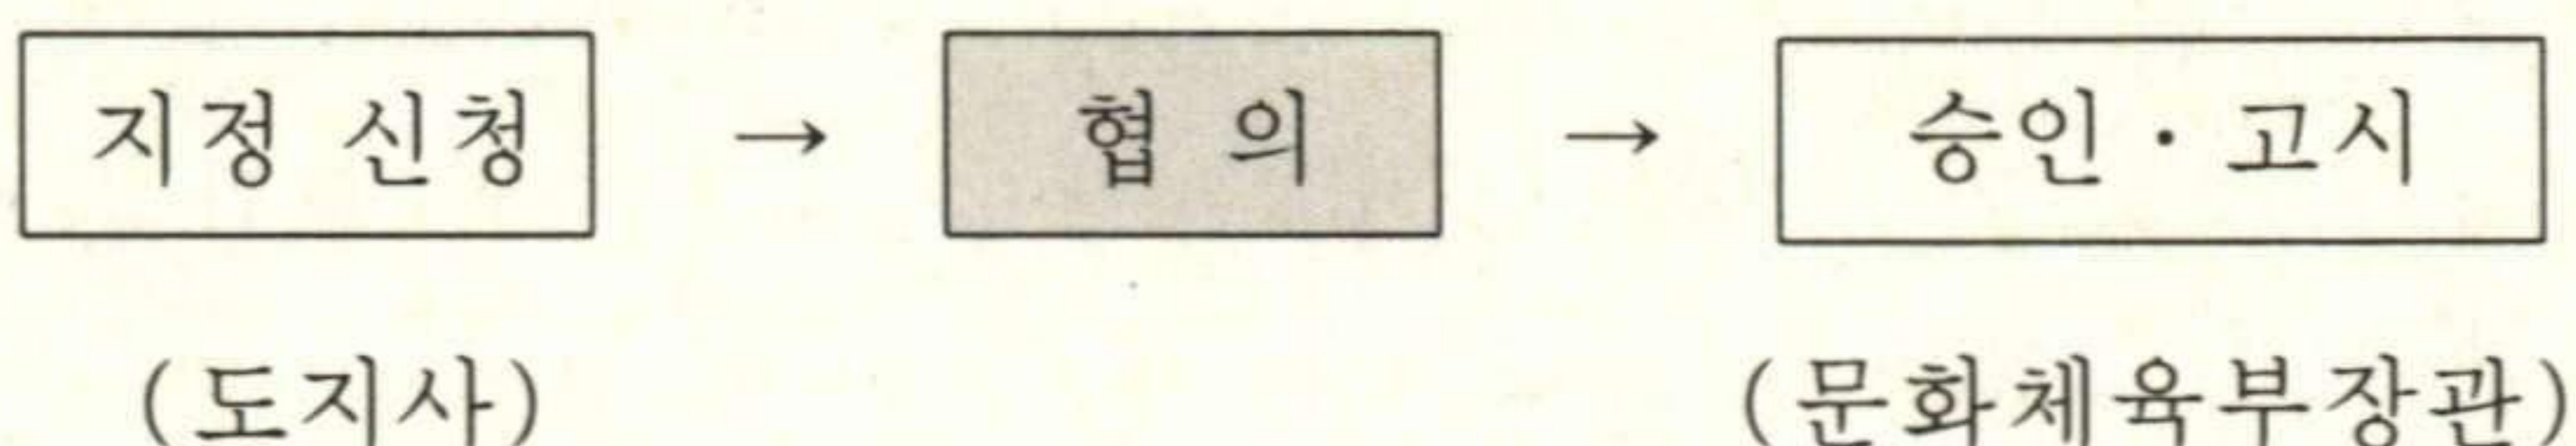 지정 신청 → 협 의 → 승인·고시
(도지사) (문화체육부장관)